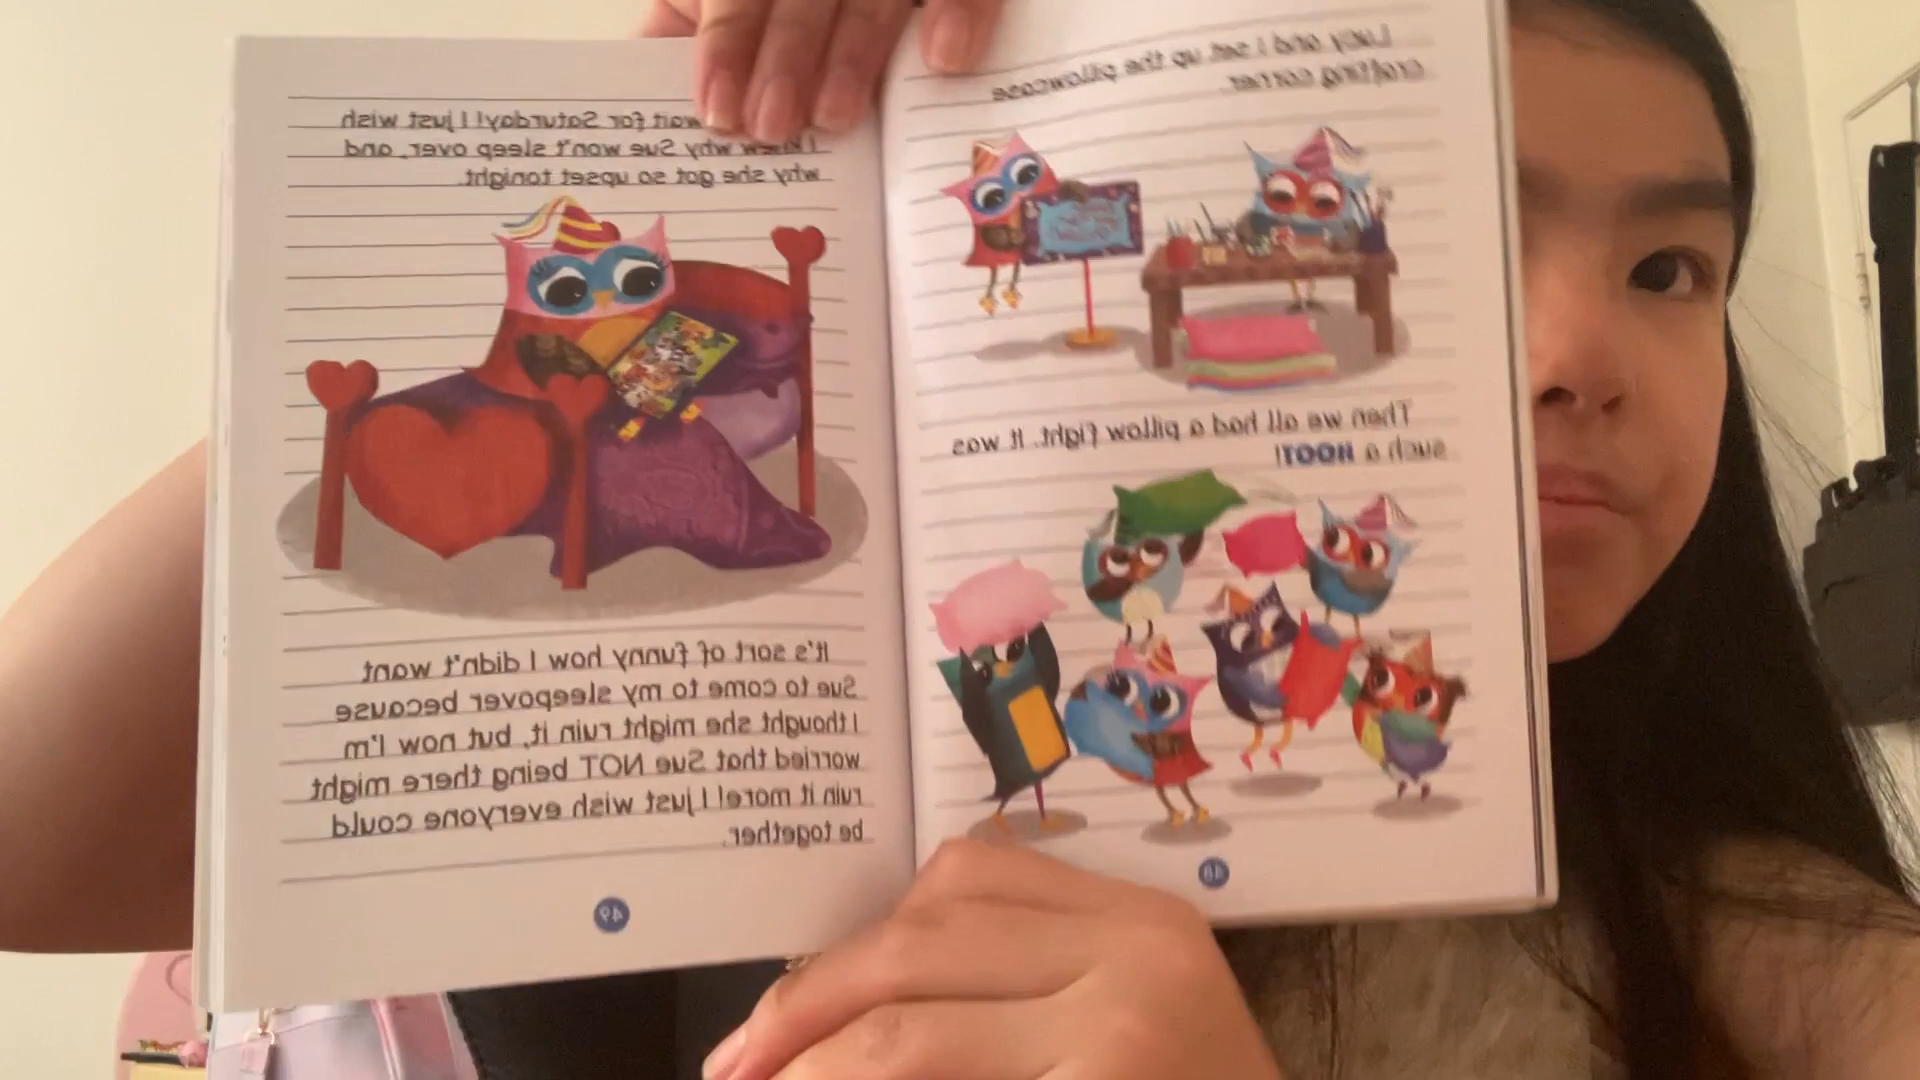 Lucy and I set up the pillowcase
crafting corner.
Then we all had a pillow fight. It was
such a HOOT!
48
wait for Saturday! I just wish
I knew why Sue won't sleep over, and
why she got so upset tonight.
It's sort of funny how I didn't want
Sue to come to my sleepover because
I thought she might ruin it, but now I'm
worried that Sue NOT being there might
ruin it more! I just wish everyone could
be together.
49